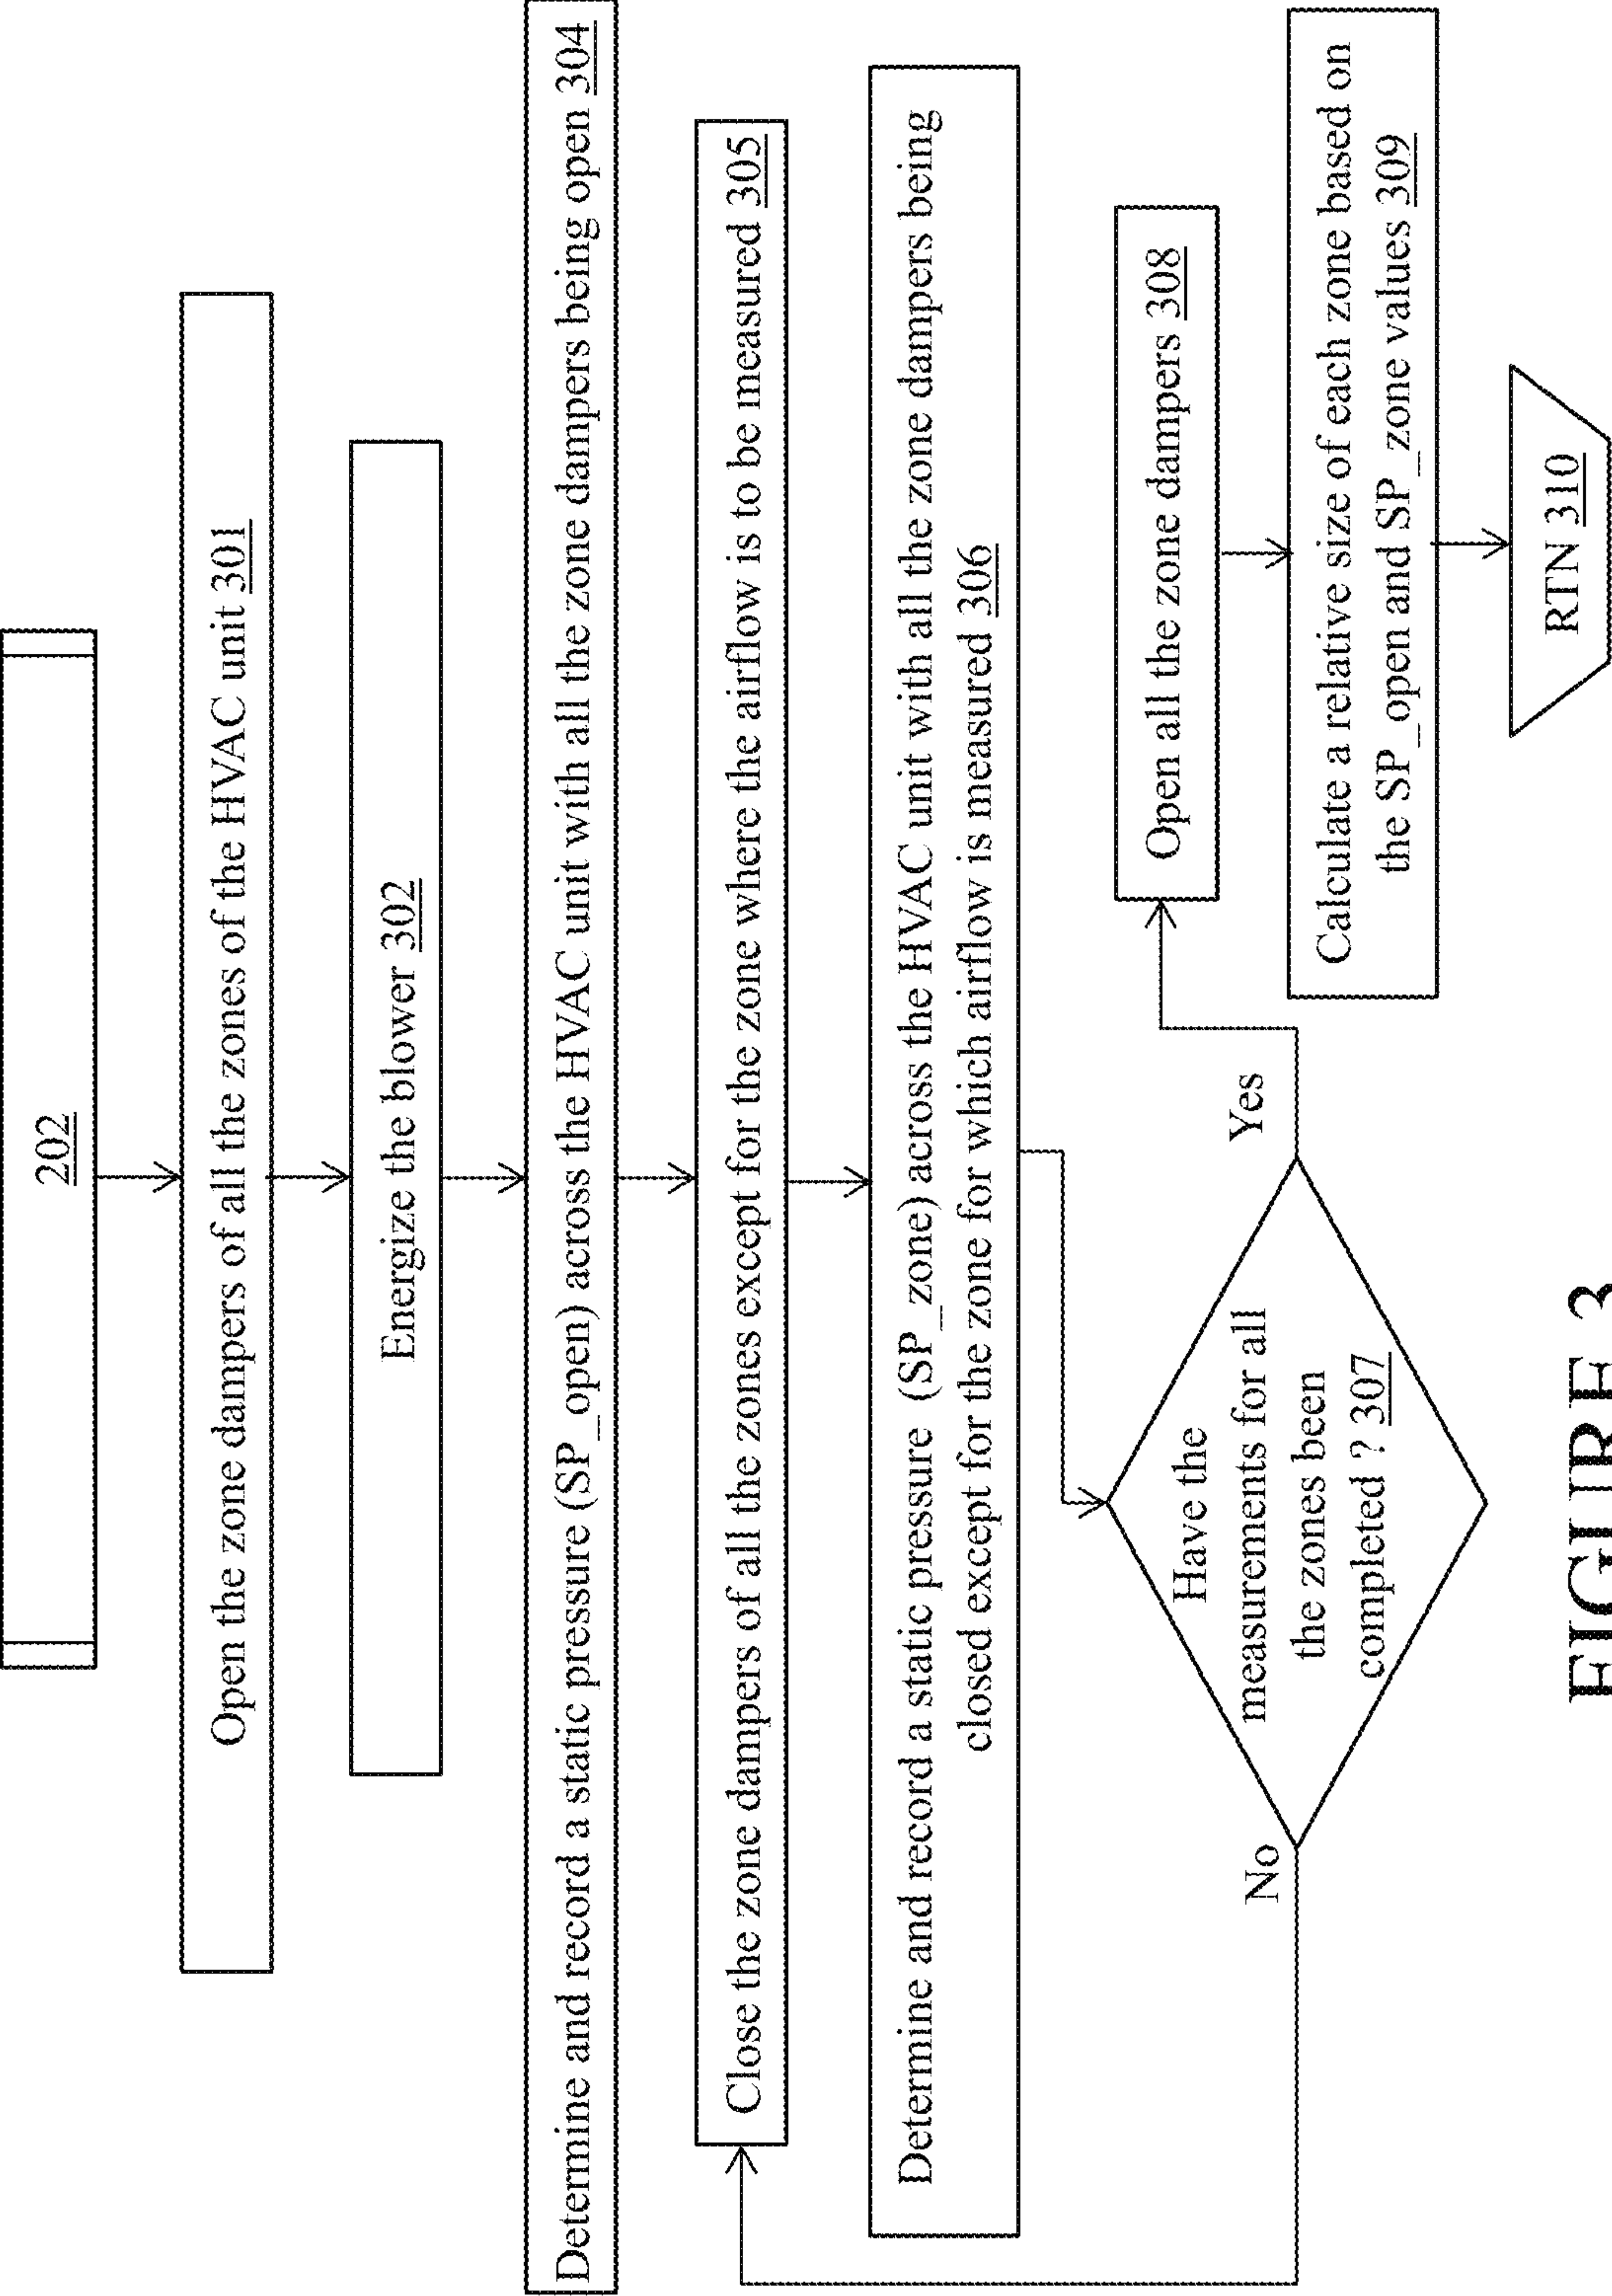 202
Open the zone dampers of all the zones of the HVAC unit 301
Energize the blower 302
Determine and record a static pressure (SP_open) across the HVAC unit with all the zone dampers being open 304
Close the zone dampers of all the zones except for the zone where the airflow is to be measured 305
Determine and record a static pressure (SP_zone) across the HVAC unit with all the zone dampers being
closed except for the zone for which airflow is measured 306
Have the
measurements for all
the zones been
completed ? 307
No
Yes
Open all the zone dampers 308
Calculate a relative size of each zone based on
the SP_open and SP_zone values 309
RTN 310
FIGURE 3